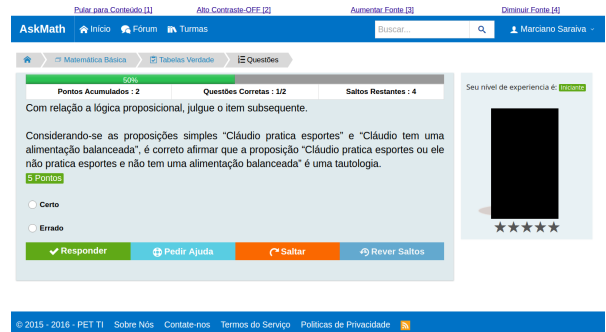 Pular para Conteúdo [1] Alto Contraste-OFF [2] Aumentar Fonte [3] Diminuir Fonte [4]
AskMath Início Fórum Turmas Buscar... Marciano Saraiva
Matemática Básica Tabelas Verdade Questões
50%
Pontos Acumulados : 2 Questões Corretas : 1/2 Saltos Restantes : 4
Seu nível de experiencia é: Iniciante
Com relação a lógica proposicional, julgue o item subsequente.
Considerando-se as proposições simples “Cláudio pratica esportes” e “Cláudio tem uma
alimentação balanceada”, é correto afirmar que a proposição “Cláudio pratica esportes ou ele
não pratica esportes e não tem uma alimentação balanceada” é uma tautologia.
5 Pontos
Certo
Errado
Responder Pedir Ajuda Saltar Rever Saltos
© 2015 - 2016 - PET TI Sobre Nós Contate-nos Termos do Serviço Politicas de Privacidade